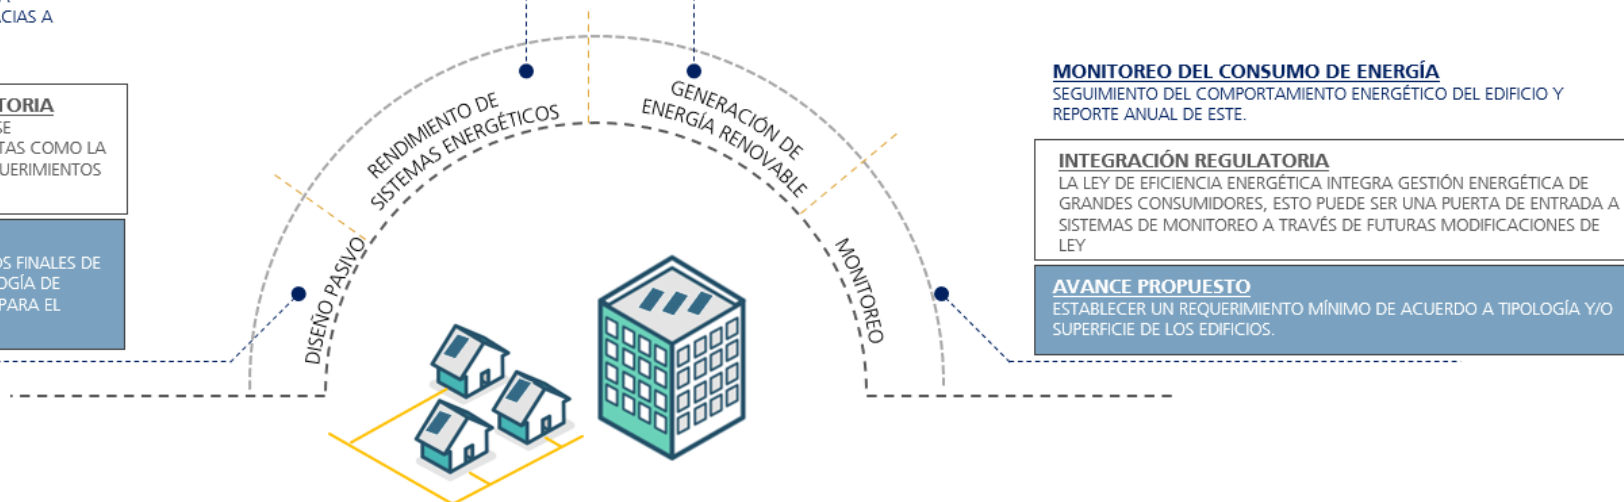 CIAS A
TORIA
SE
TAS COMO LA
UERIMIENTOS
OS FINALES DE
OGÍA DE
PARA EL
DISEÑO PASIVO
RENDIMIENTO DE
SISTEMAS ENERGÉTICOS
GENERACIÓN DE
ENERGÍA RENOVABLE
MONITOREO
MONITOREO DEL CONSUMO DE ENERGÍA
SEGUIMIENTO DEL COMPORTAMIENTO ENERGÉTICO DEL EDIFICIO Y
REPORTE ANUAL DE ESTE.
INTEGRACIÓN REGULATORIA
LA LEY DE EFICIENCIA ENERGÉTICA INTEGRA GESTIÓN ENERGÉTICA DE
GRANDES CONSUMIDORES, ESTO PUEDE SER UNA PUERTA DE ENTRADA A
SISTEMAS DE MONITOREO A TRAVÉS DE FUTURAS MODIFICACIONES DE
LEY
AVANCE PROPUESTO
ESTABLECER UN REQUERIMIENTO MÍNIMO DE ACUERDO A TIPOLOGÍA Y/O
SUPERFICIE DE LOS EDIFICIOS.